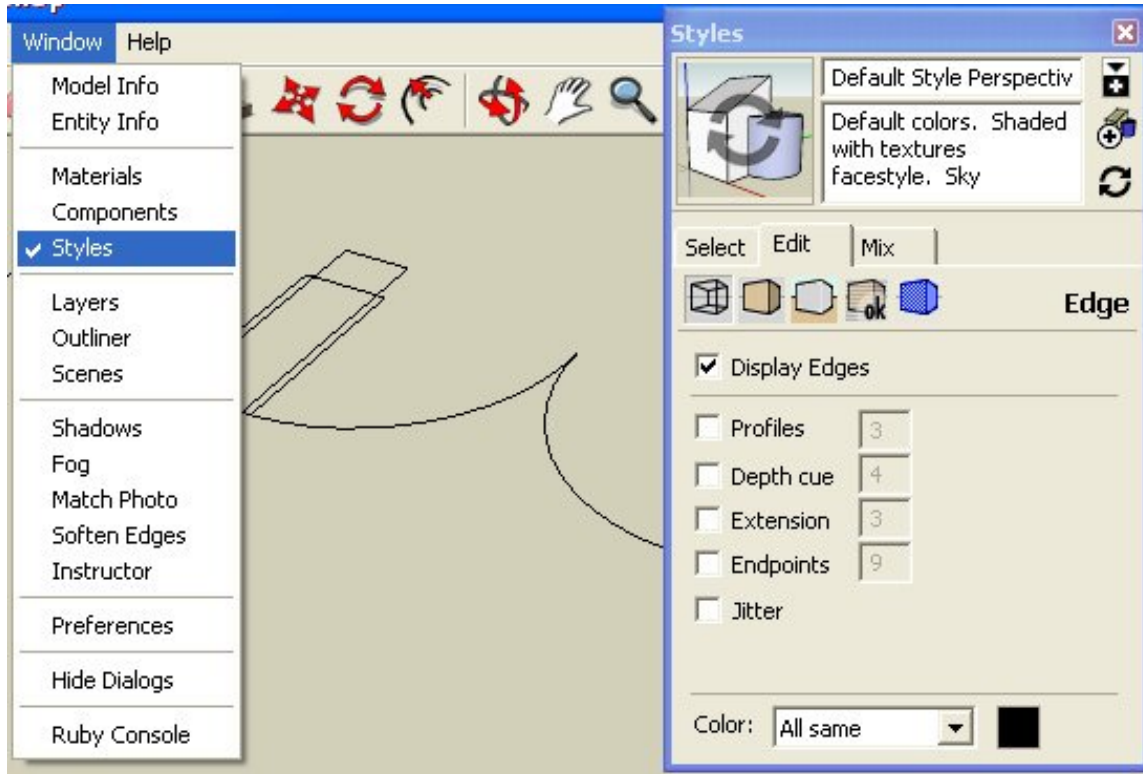 Window Help
Model Info
Entity Info
Materials
Components
Styles
Layers
Outliner
Scenes
Shadows
Fog
Match Photo
Soften Edges
Instructor
Preferences
Hide Dialogs
Ruby Console
Styles
Default Style Perspectiv
Default colors. Shaded
with textures
facestyle. Sky
Select Edit Mix
ok
Edge
Display Edges
Profiles 3
Depth cue 4
Extension 3
Endpoints 9
Jitter
Color: All same